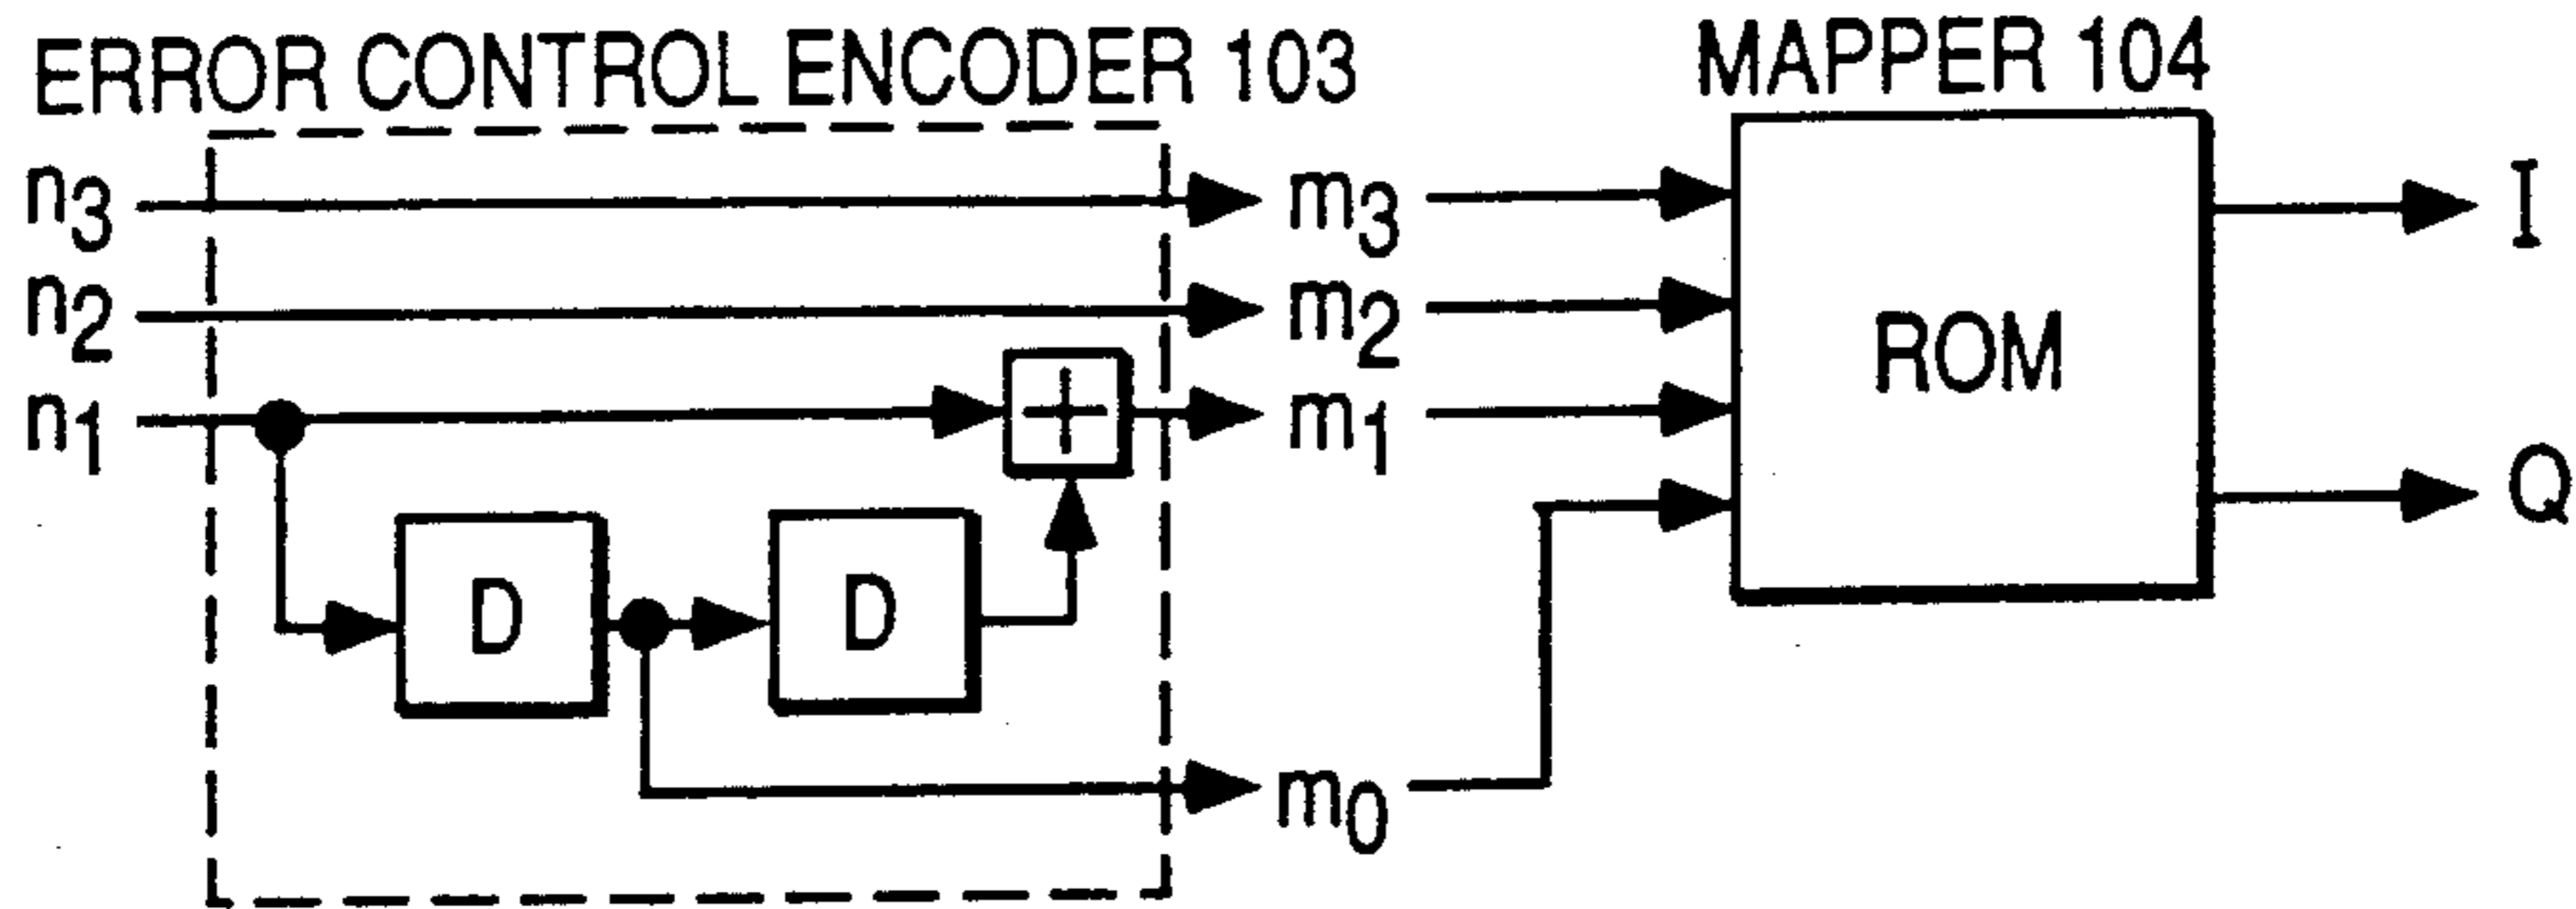 ERROR CONTROL ENCODER 103
MAPPER 104
n3
m3
I
n2
m2
ROM
n1
+
m1
Q
D
D
m0